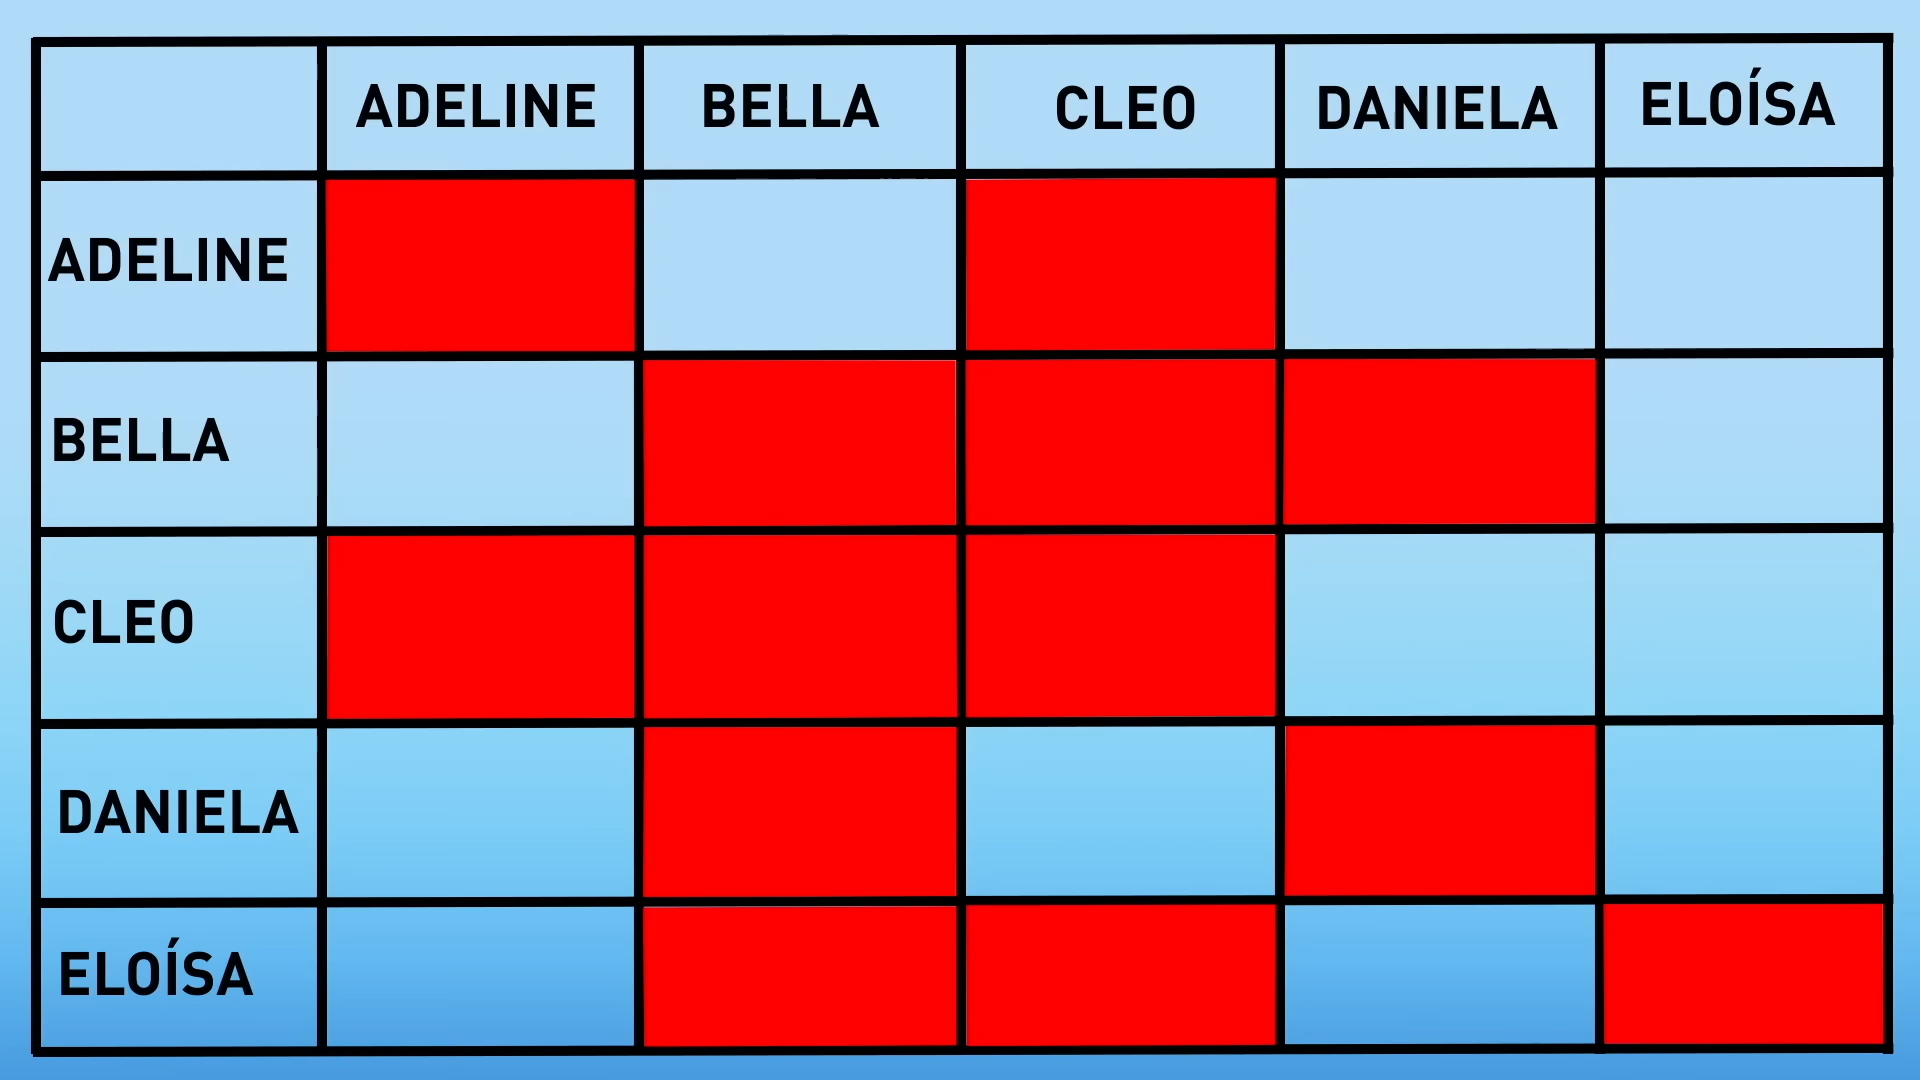 ADELINE BELLA CLEO DANIELA ELOÍSA
ADELINE
BELLA
CLEO
DANIELA
ELOÍSA